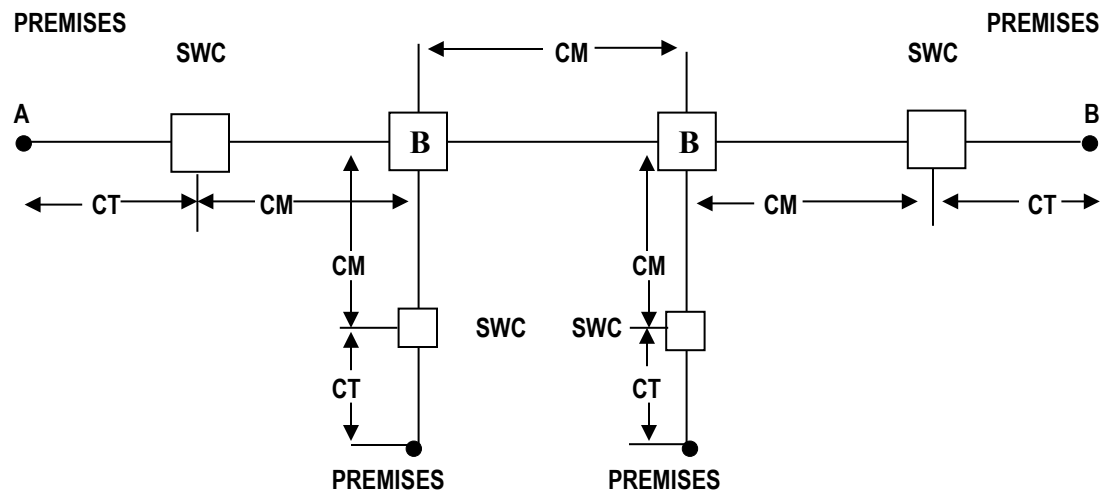 PREMISES PREMISES
SWC CM SWC
A B
B B
CT CM CM CT
CM CM
SWC SWC
CT CT
PREMISES PREMISES